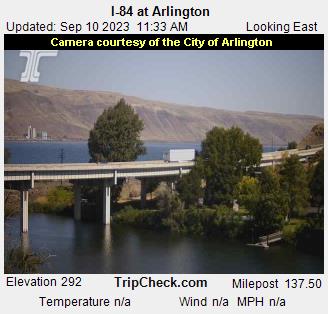 I-84 at Arlington
Updated: Sep 10 2023 11:33 AM Looking East
Camera courtesy of the City of Arlington
Elevation 292 TripCheck.com Milepost 137.50
Temperature n/a Wind n/a MPH n/a